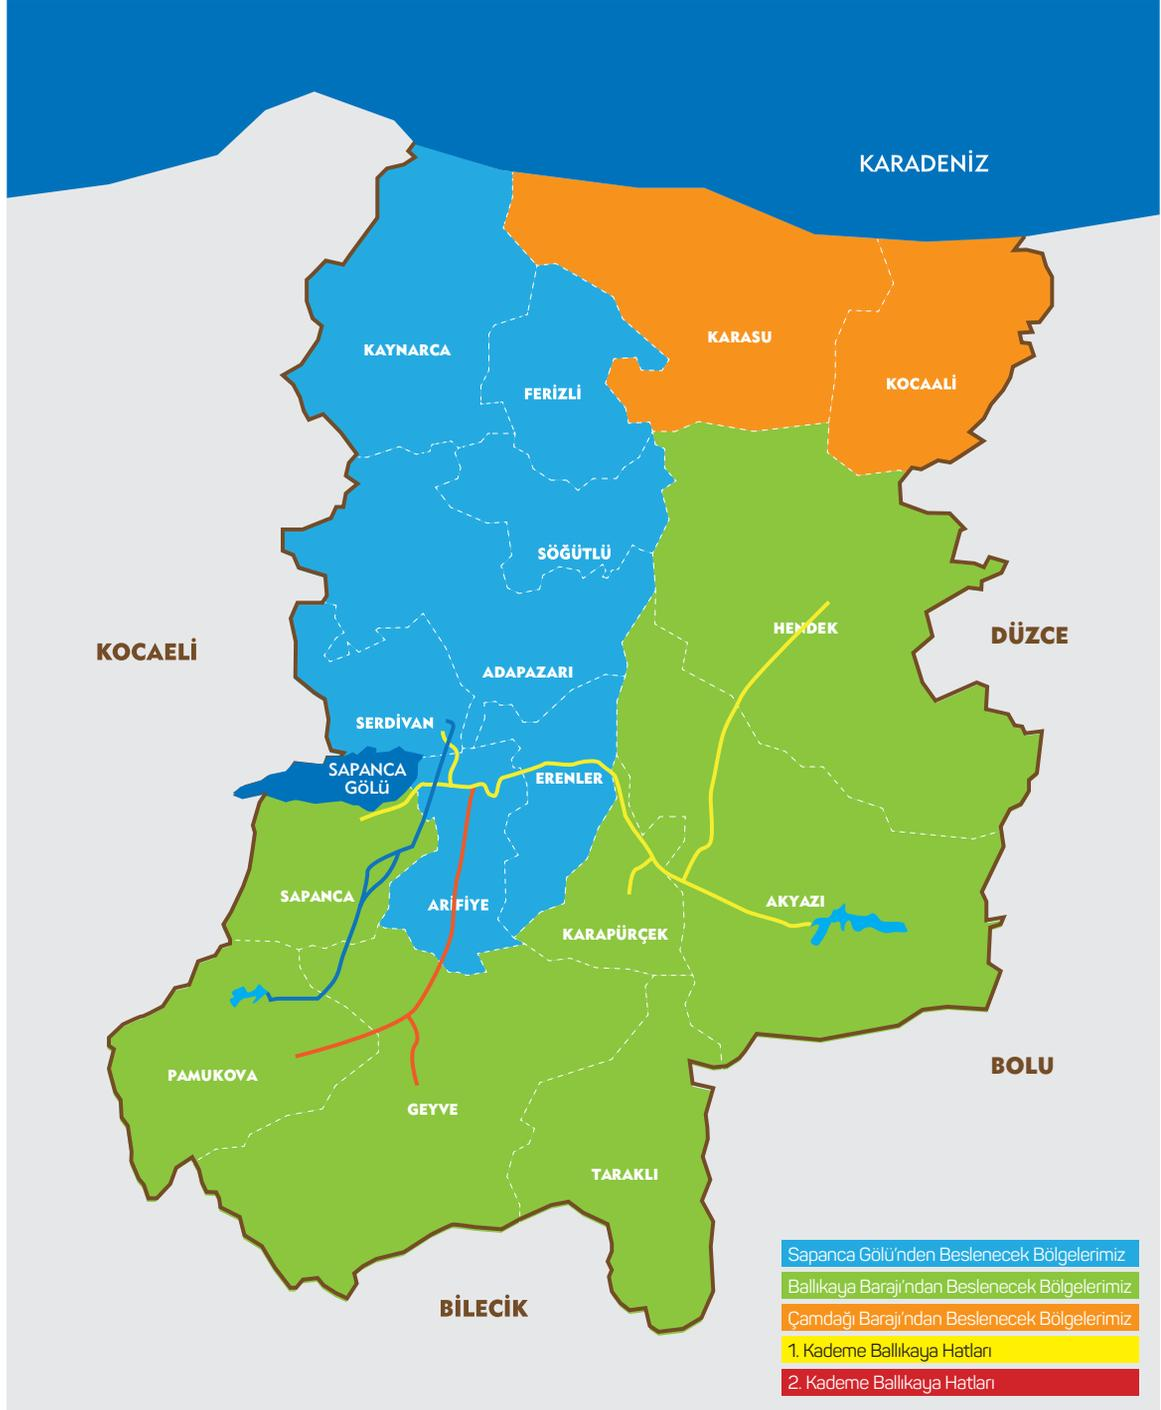 KARADENİZ
KARASU
KAYNARCA
KOCAALİ
FERİZLİ
SÖĞÜTLÜ
HENDEK
DÜZCE
KOCAELİ
ADAPAZARI
SERDİVAN
SAPANCA
GÖLÜ
ERENLER
SAPANCA
AKYAZI
ARİFİYE
KARAPÜRÇEK
BOLU
PAMUKOVA
GEYVE
TARAKLI
BİLECİK
Sapanca Gölü'nden Beslenecek Bölgelerimiz
Ballıkaya Barajı'ndan Beslenecek Bölgelerimiz
Çamdağı Barajı'ndan Beslenecek Bölgelerimiz
1. Kademe Ballıkaya Hatları
2. Kademe Ballıkaya Hatları